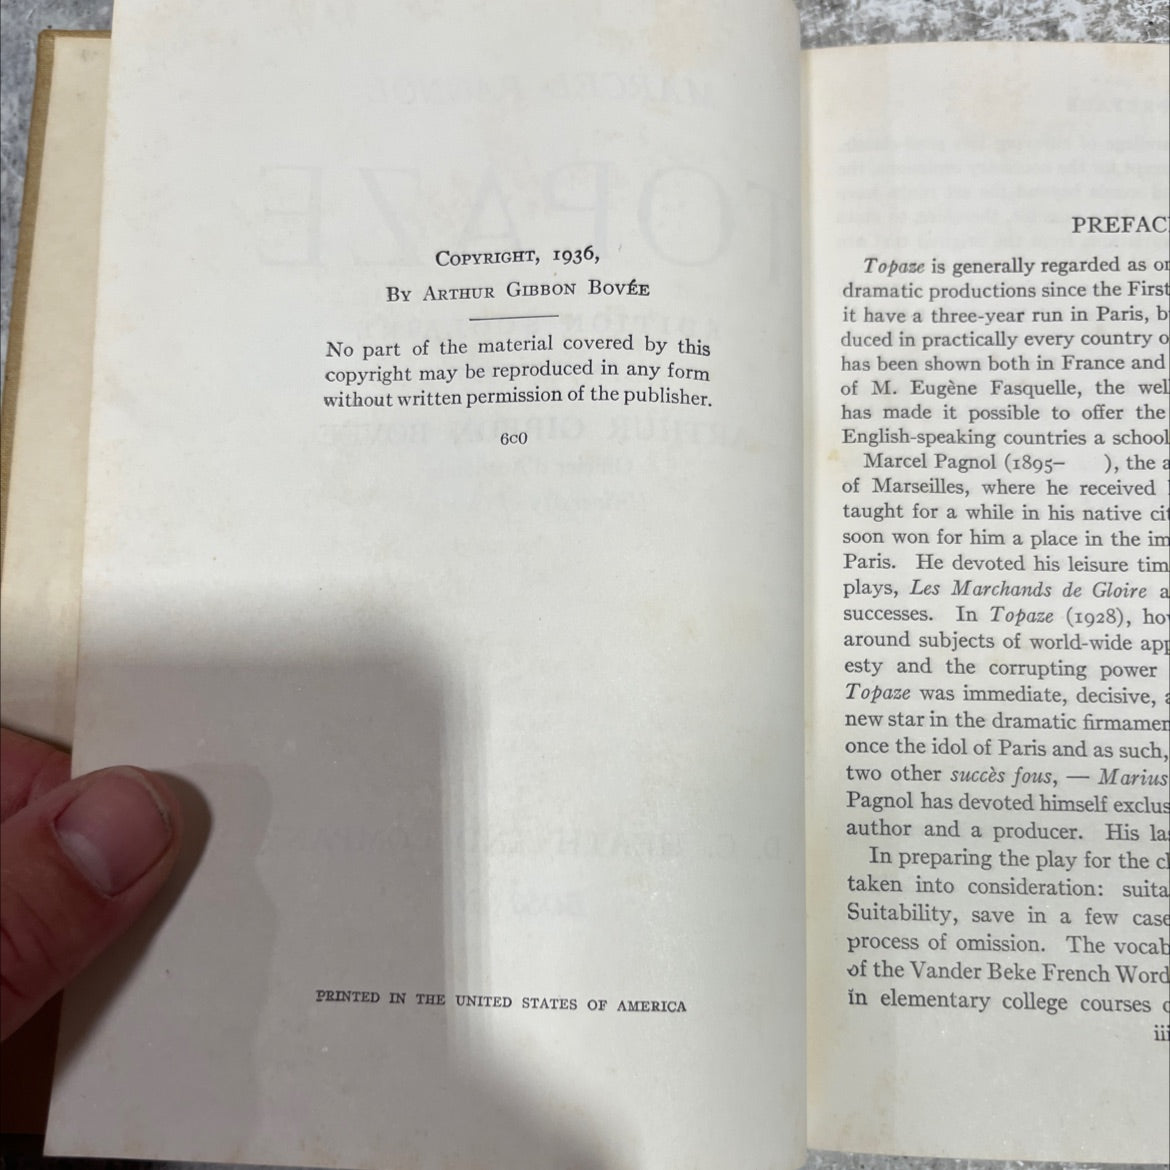 COPYRIGHT, 1936,
BY ARTHUR GIBBON BOVÉE
No part of the material covered by this
copyright may be reproduced in any form
without written permission of the publisher.
6C0
PRINTED IN THE UNITED STATES OF AMERICA
PREFAC
Topaze is generally regarded as on
dramatic productions since the First
it have a three-year run in Paris, b
duced in practically every country o
has been shown both in France and
of M. Eugène Fasquelle, the well
has made it possible to offer the
English-speaking countries a school
Marcel Pagnol (1895– ), the a
of Marseilles, where he received
taught for a while in his native cit
soon won for him a place in the im
Paris. He devoted his leisure tim
plays, Les Marchands de Gloire a
successes. In Topaze (1928), ho
around subjects of world-wide app
esty and the corrupting power
Topaze was immediate, decisive, a
new star in the dramatic firmamen
once the idol of Paris and as such,
two other succès fous, — Marius
Pagnol has devoted himself exclus
author and a producer. His la
In preparing the play for the cl
taken into consideration: suita
Suitability, save in a few case
process of omission. The vocab
of the Vander Beke French Word
in elementary college courses
iii